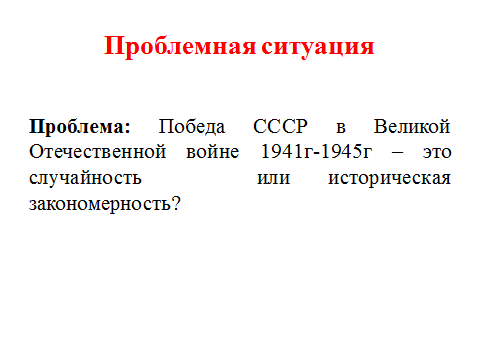 Проблемная ситуация
Проблема: Победа СССР в Великой
Отечественной войне 1941г-1945г – это
случайность или историческая
закономерность?